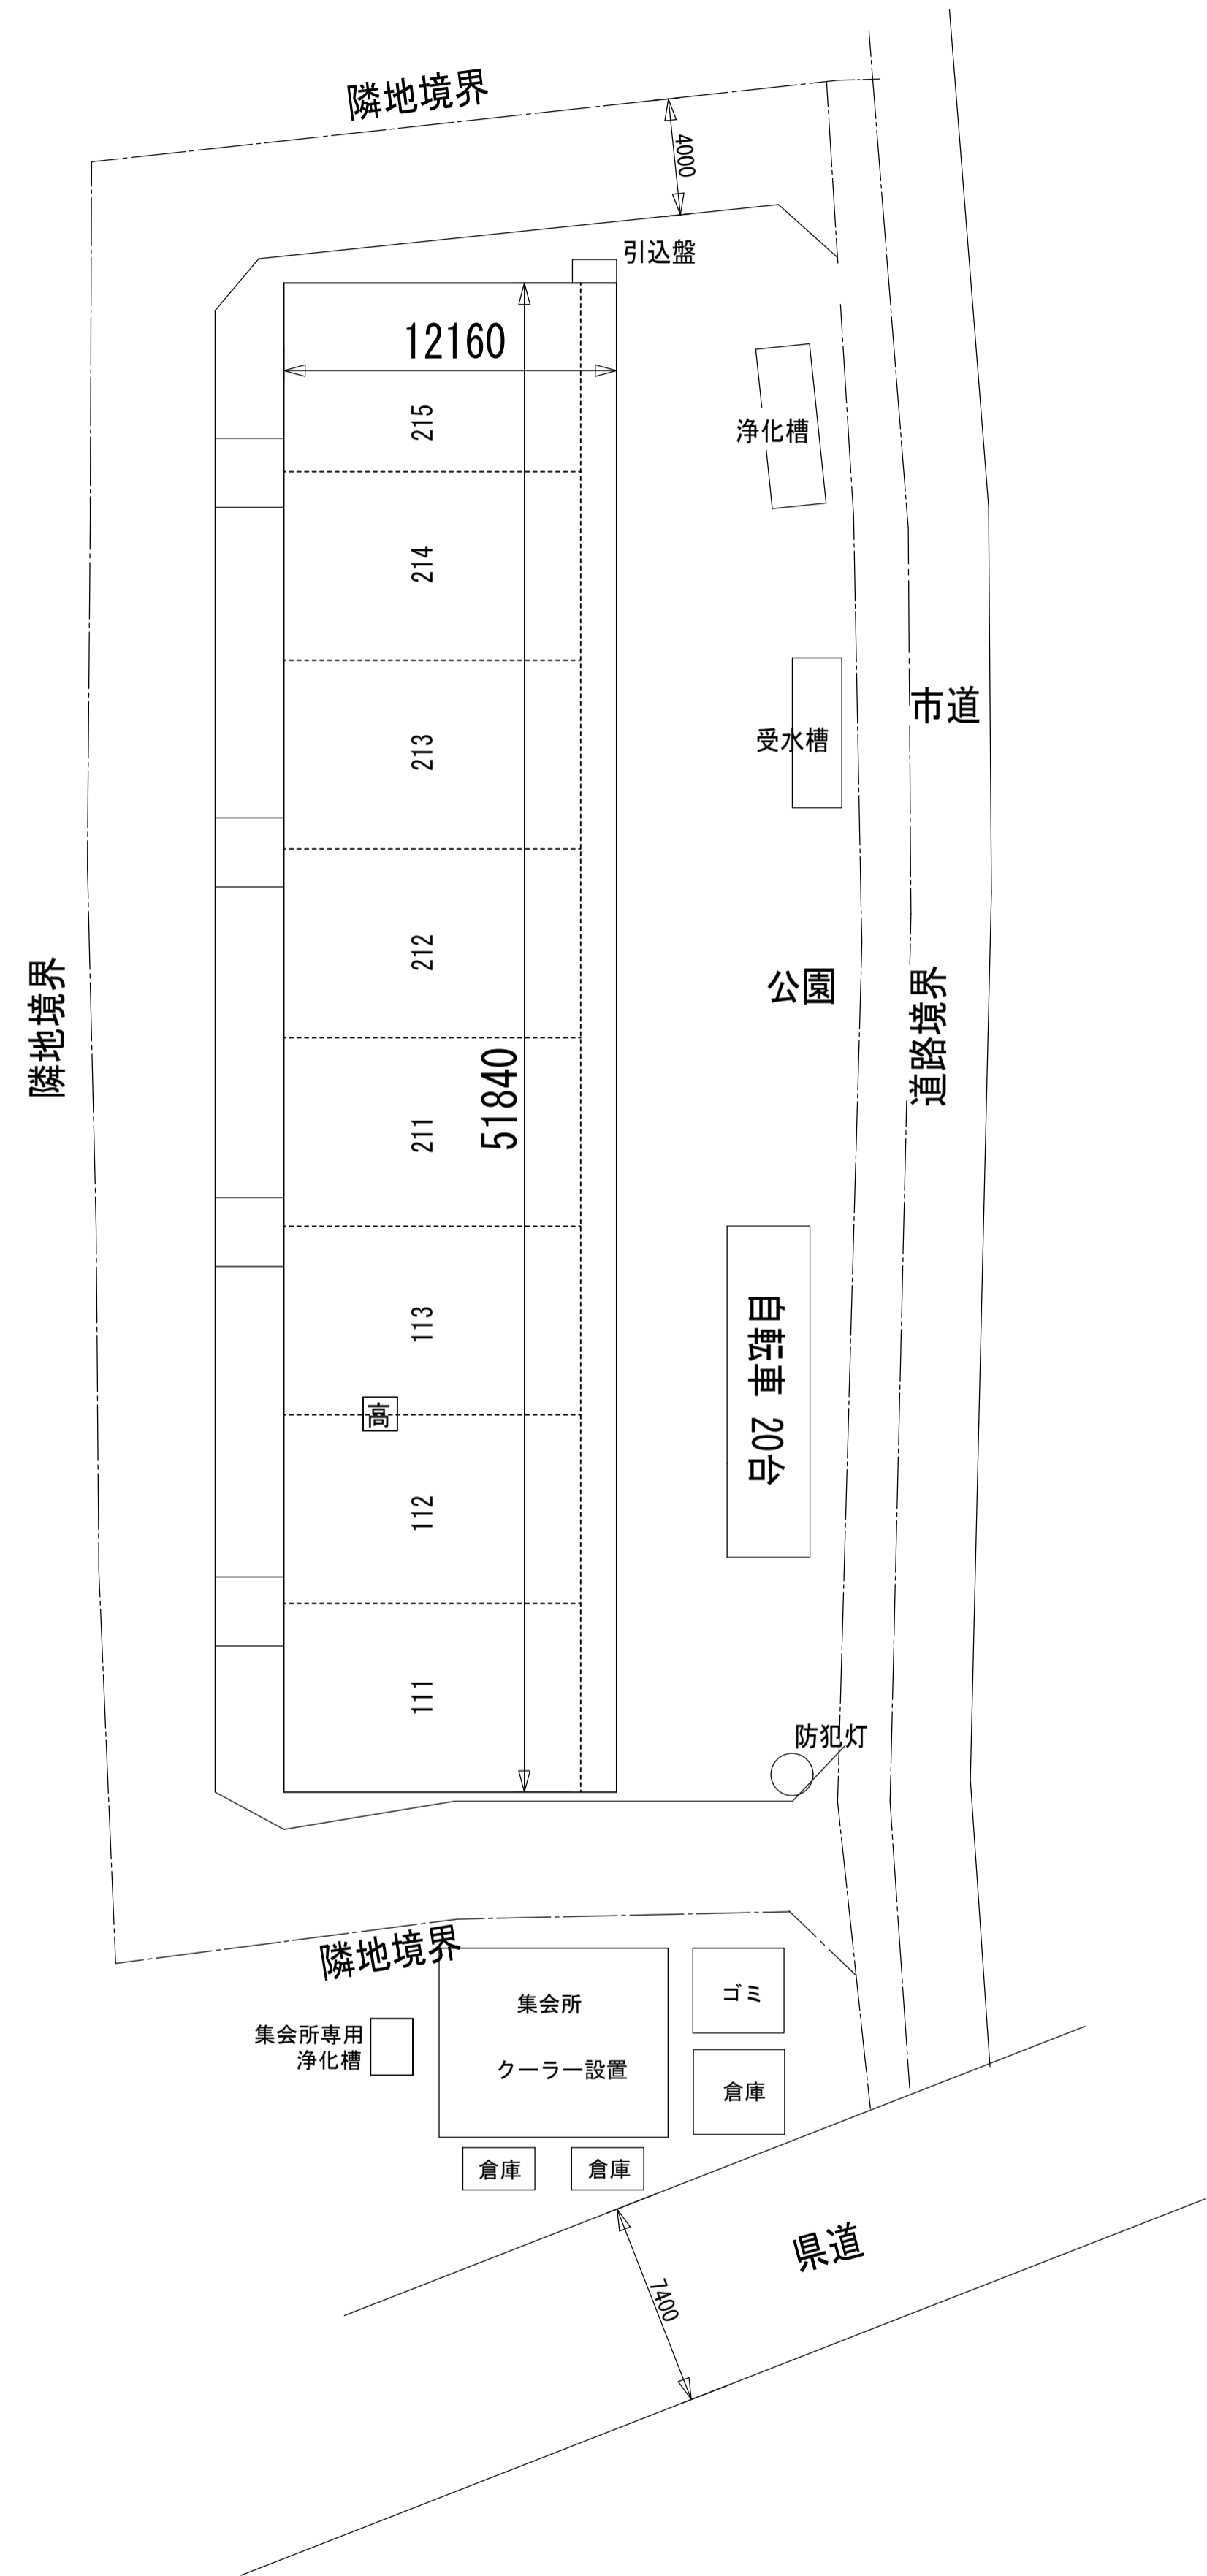 隣地境界
4000
引込盤
12160
215
浄化槽
214
市道
213
受水槽
212
公園
隣地境界
道路境界
51840
211
113
自転車 20台
高
112
111
防犯灯
隣地境界
集会所
ゴミ
集会所専用
浄化槽
クーラー設置
倉庫
倉庫
倉庫
県道
7400